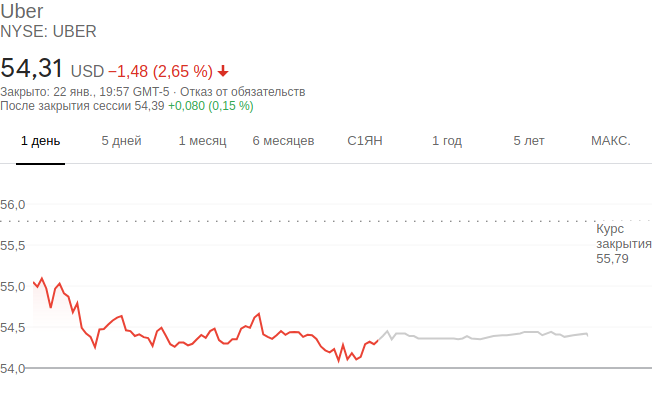 Uber
NYSE: UBER
54,31 USD −1,48 (2,65 %)
Закрыто: 22 янв., 19:57 GMT-5 · Отказ от обязательств
После закрытия сессии 54,39 +0,080 (0,15 %)
1 день 5 дней 1 месяц 6 месяцев С1ЯН 1 год 5 лет МАКС.
56,0
Курс
закрытия
55,79
55,5
55,0
54,5
54,0